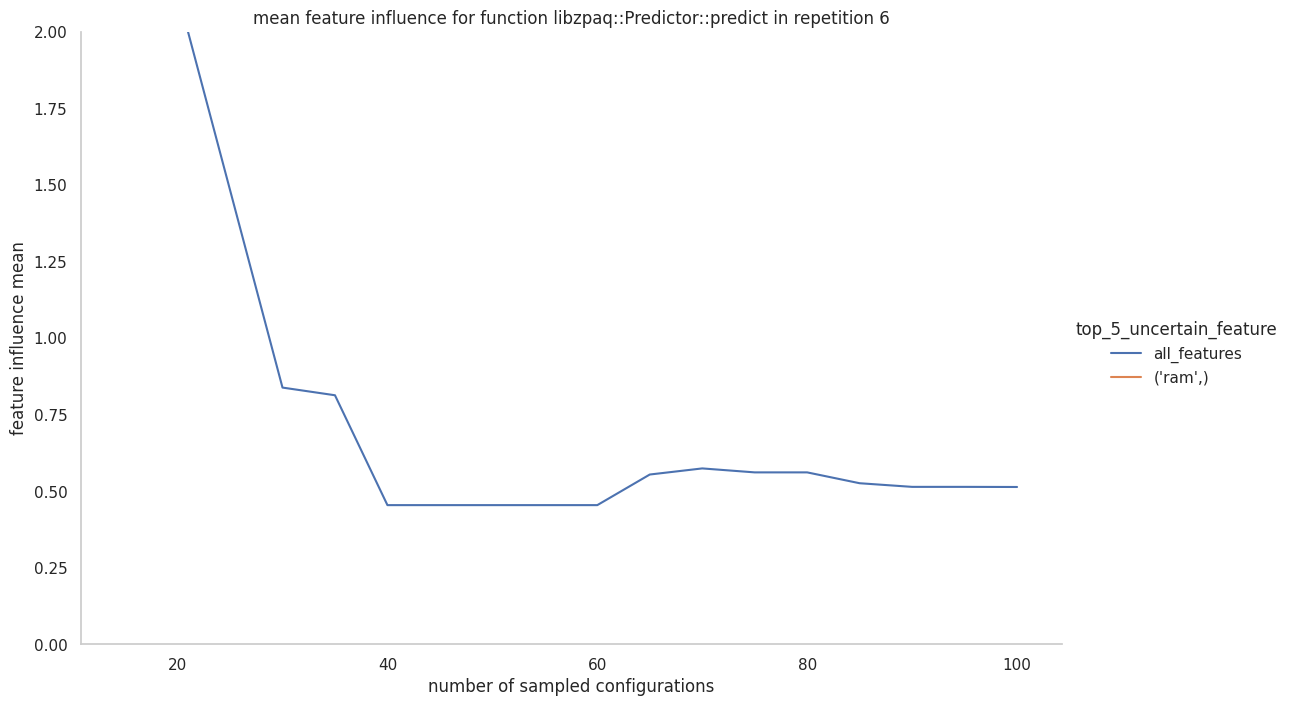 mean feature influence for function libzpaq::Predictor::predict in repetition 6
2.00
1.75
1.50
1.25
1.00
0.75
0.50
0.25
0.00
feature influence mean
20 40 60 80 100
number of sampled configurations
top_5_uncertain_feature
all_features
('ram',)